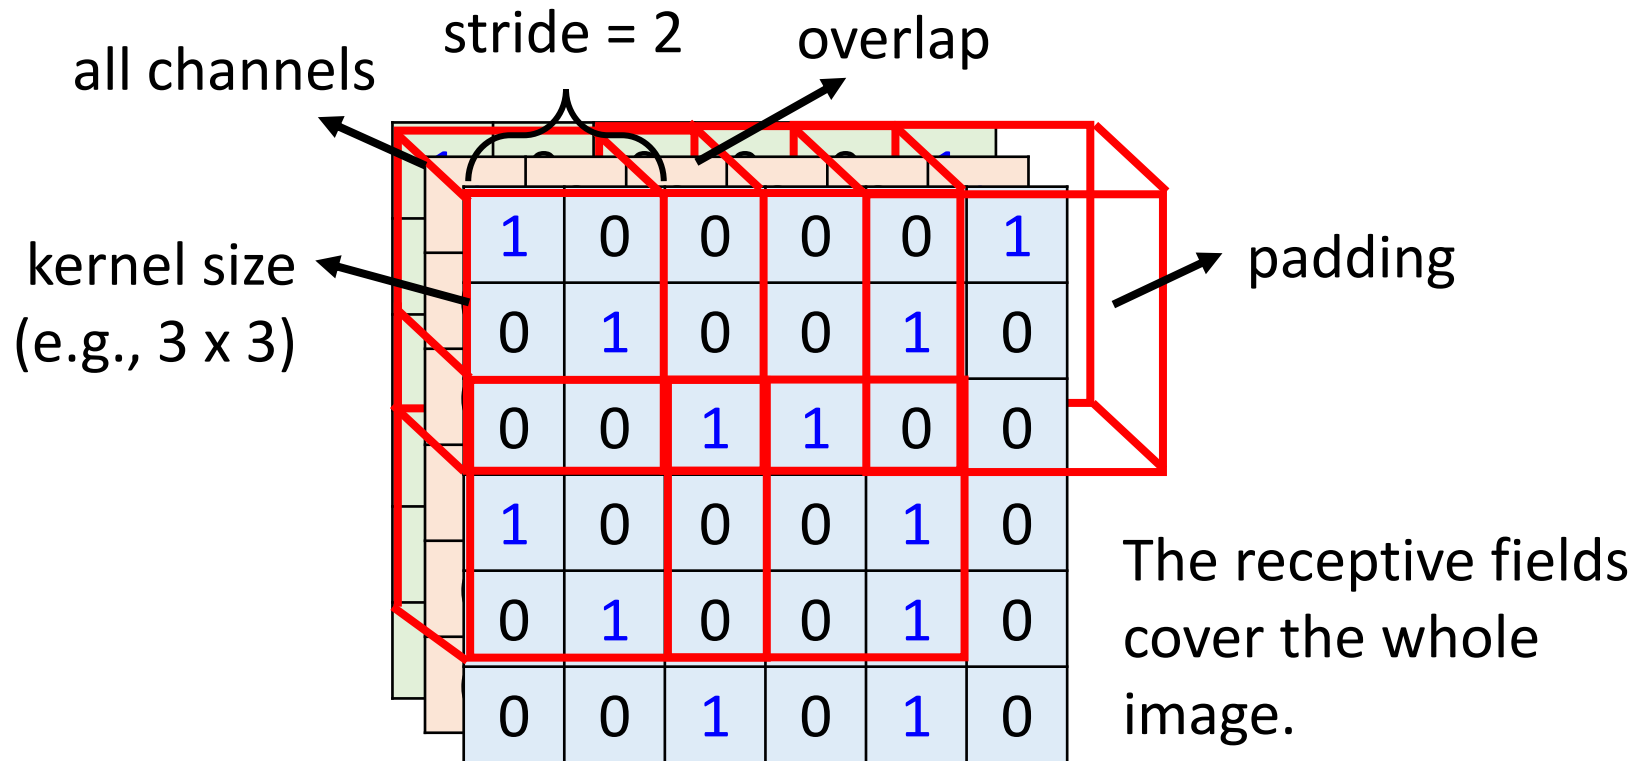 stride = 2
overlap
all channels
kernel size
(e.g., 3 x 3)
padding
1 0 0 0 0 1
0 1 0 0 1 0
0 0 1 1 0 0
1 0 0 0 1 0
0 1 0 0 1 0
0 0 1 0 1 0
The receptive fields
cover the whole
image.